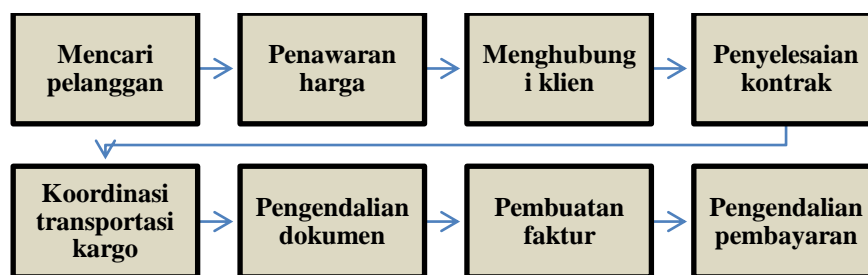 Mencari
pelanggan
Penawaran
harga
Menghubung
i klien
Penyelesaian
kontrak
Koordinasi
transportasi
kargo
Pengendalian
dokumen
Pembuatan
faktur
Pengendalian
pembayaran